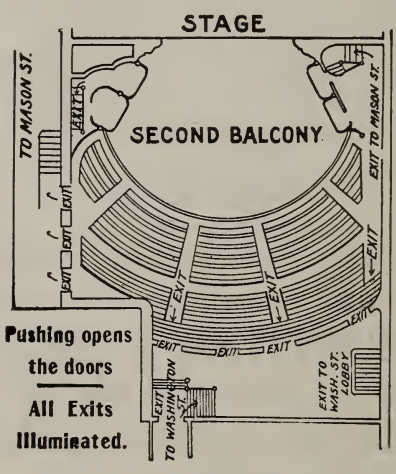 STAGE
TO MASON ST.
EXIT
SECOND BALCONY
EXIT TO MASON ST.
EXIT
EXIT
EXIT
EXIT
EXIT
EXIT
EXIT
EXIT
EXIT
EXIT
Pushing opens
the doors
All Exits
Illuminated.
EXIT
TO WASHINGTON
ST.
EXIT TO
WASH. ST.
LOBBY